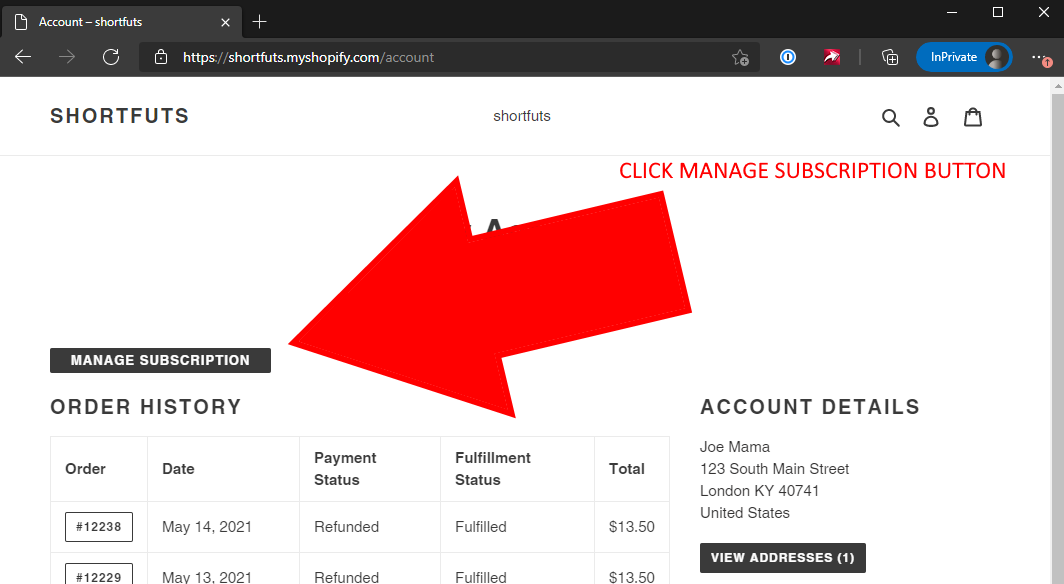 Account – shortfuts
https://shortfuts.myshopify.com/account
InPrivate
SHORTFUTS
shortfuts
CLICK MANAGE SUBSCRIPTION BUTTON
MANAGE SUBSCRIPTION
ORDER HISTORY
Order Date Payment Status Fulfillment Status Total
#12238 May 14, 2021 Refunded Fulfilled $13.50
#12229 May 13, 2021 Refunded Fulfilled $13.50
ACCOUNT DETAILS
Joe Mama
123 South Main Street
London KY 40741
United States
VIEW ADDRESSES (1)